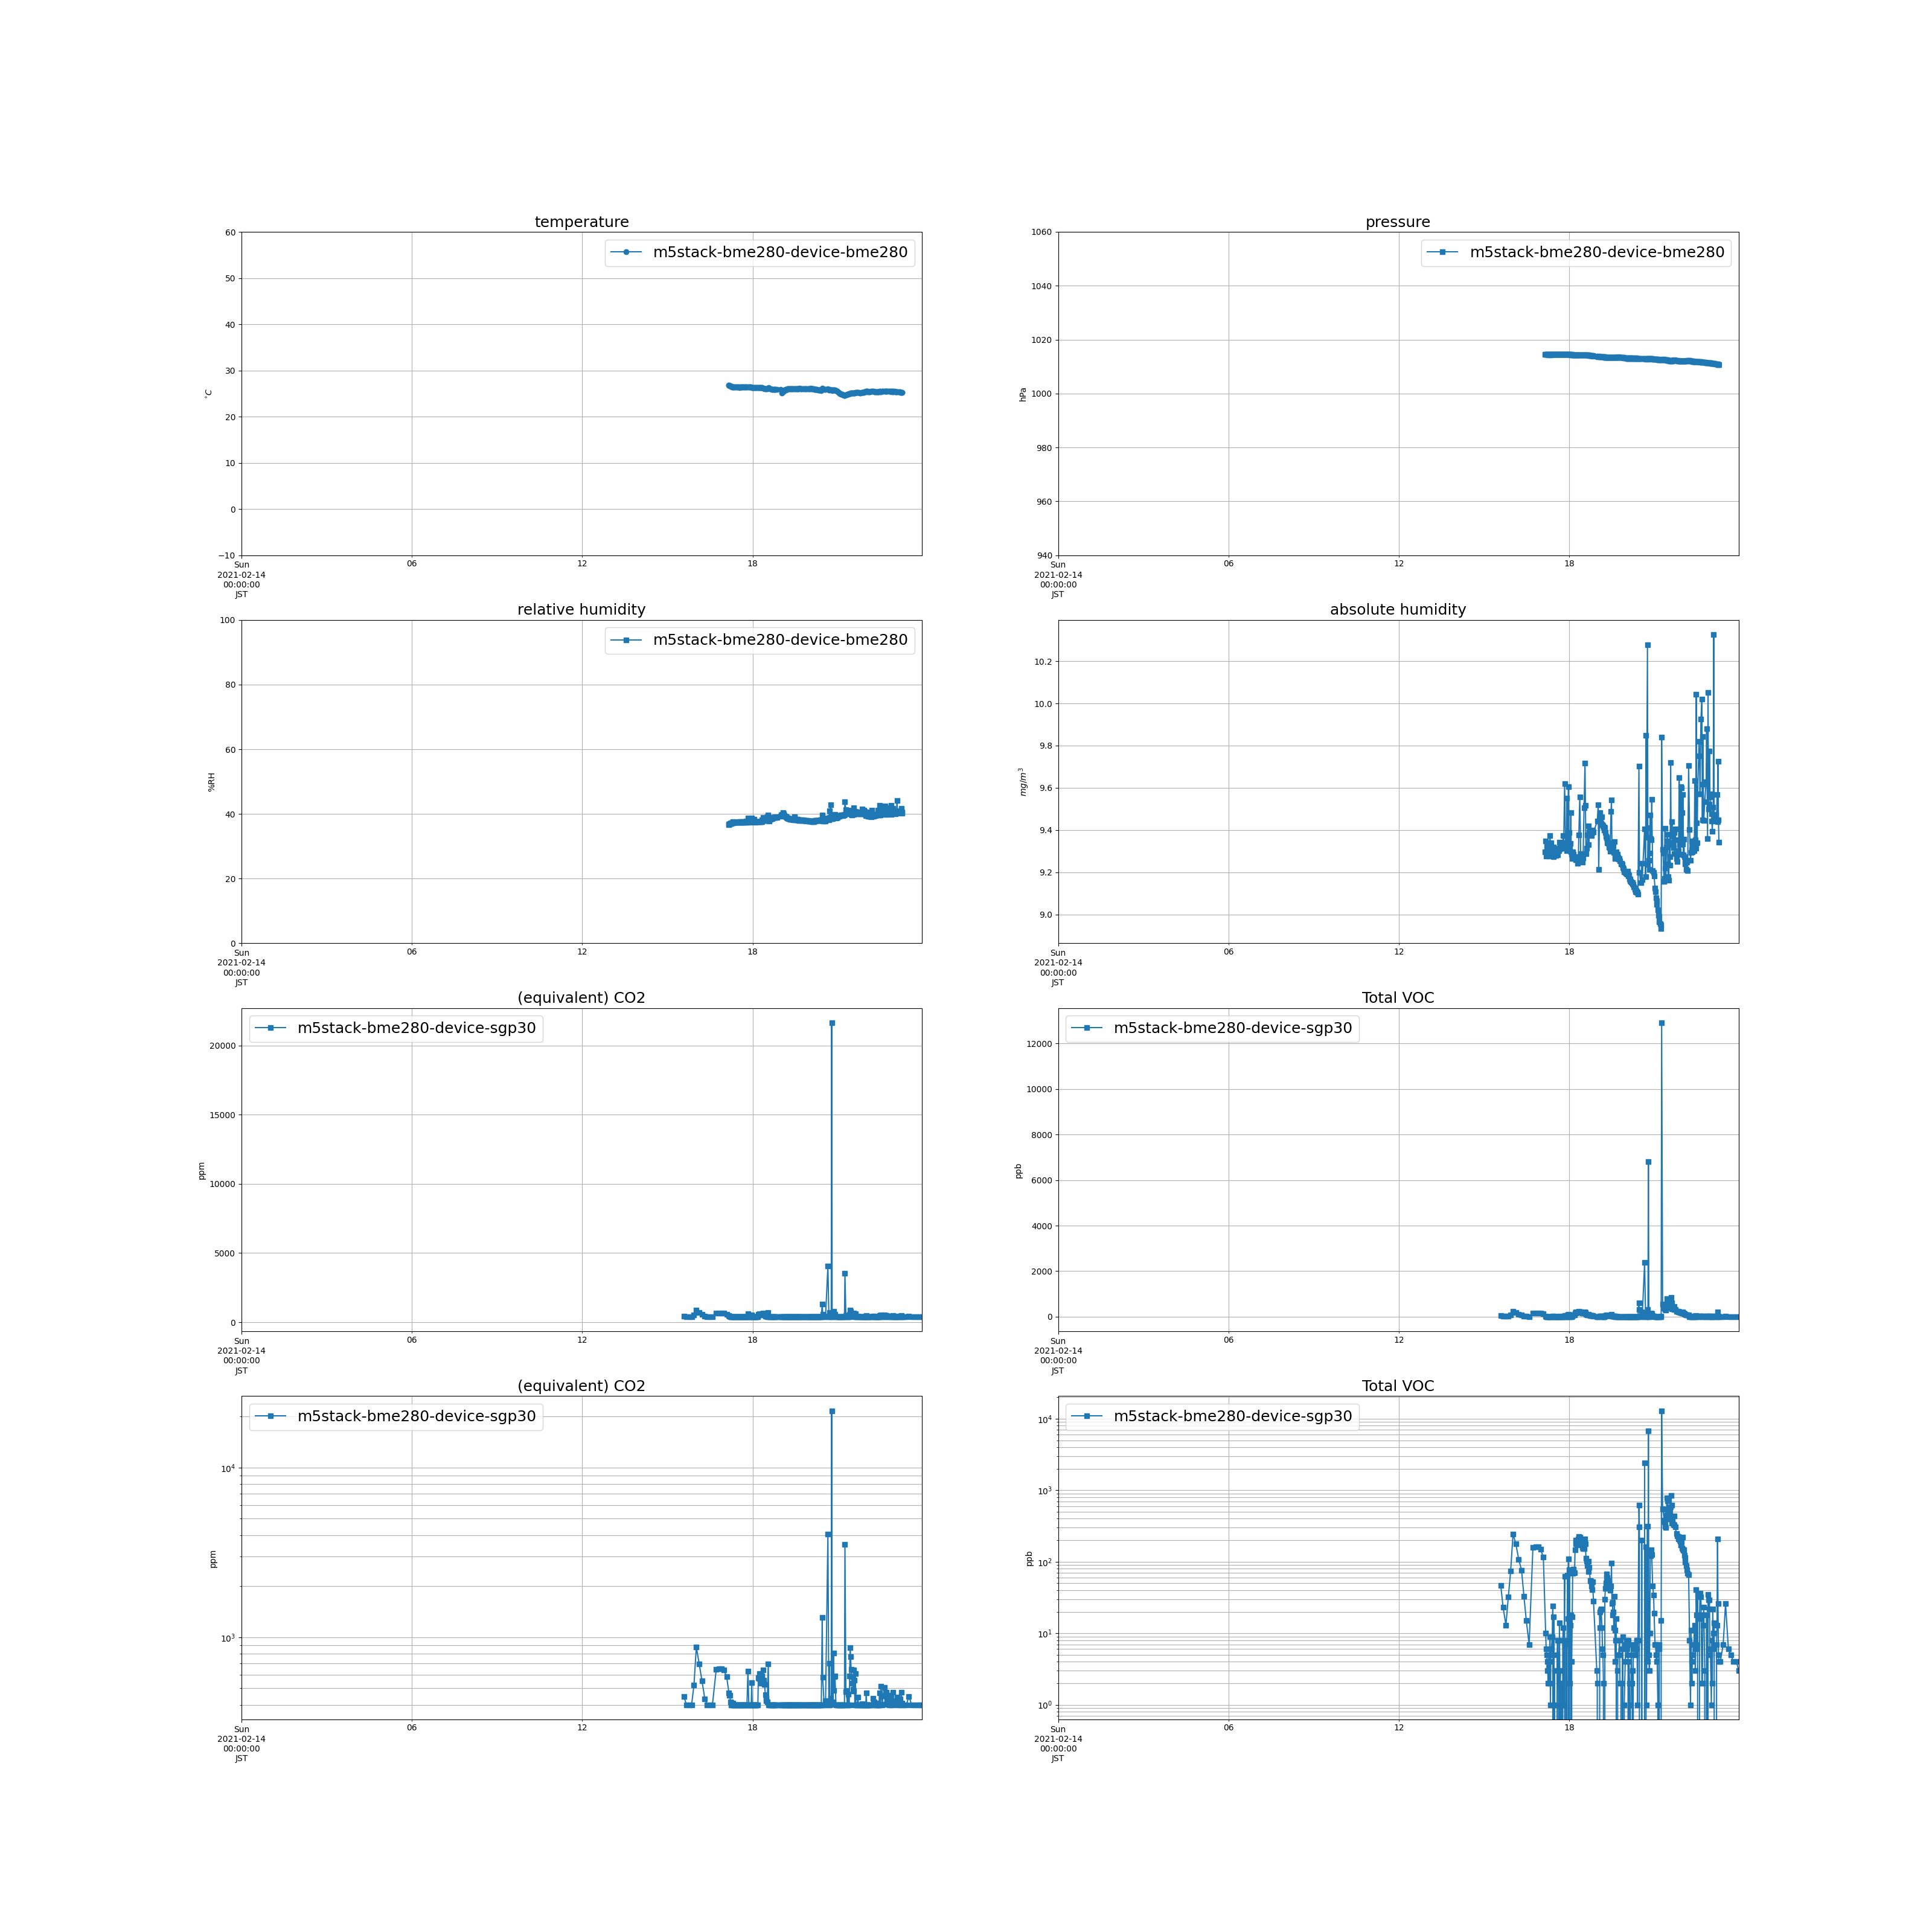 temperature
m5stack-bme280-device-bme280
60
50
40
30
20
10
0
−10
°C
Sun
06
12
18
2021-02-14
00:00:00
JST
pressure
m5stack-bme280-device-bme280
1060
1040
1020
1000
980
960
940
hPa
Sun
06
12
18
2021-02-14
00:00:00
JST
relative humidity
m5stack-bme280-device-bme280
100
80
60
40
20
0
%RH
Sun
06
12
18
2021-02-14
00:00:00
JST
absolute humidity
10.2
10.0
9.8
9.6
9.4
9.2
9.0
mg/m³
Sun
06
12
18
2021-02-14
00:00:00
JST
(equivalent) CO2
m5stack-bme280-device-sgp30
20000
15000
10000
5000
0
ppm
Sun
06
12
18
2021-02-14
00:00:00
JST
Total VOC
m5stack-bme280-device-sgp30
12000
10000
8000
6000
4000
2000
0
ppb
Sun
06
12
18
2021-02-14
00:00:00
JST
(equivalent) CO2
m5stack-bme280-device-sgp30
10⁴
10³
ppm
Sun
06
12
18
2021-02-14
00:00:00
JST
Total VOC
m5stack-bme280-device-sgp30
10⁴
10³
10²
10¹
10⁰
ppb
Sun
06
12
18
2021-02-14
00:00:00
JST